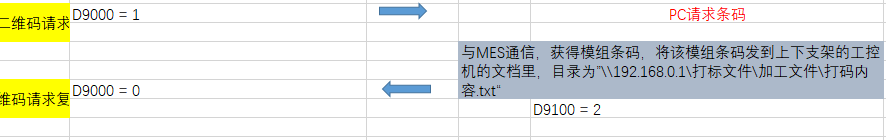 二维码请求
D9000 = 1
PC请求条码
与MES通信，获得模组条码，将该模组条码发到上下支架的工控
机的文档里，目录为”\\192.168.0.1\打标文件\加工文件\打码内
容.txt“
维码请求复
D9000 = 0
D9100 = 2